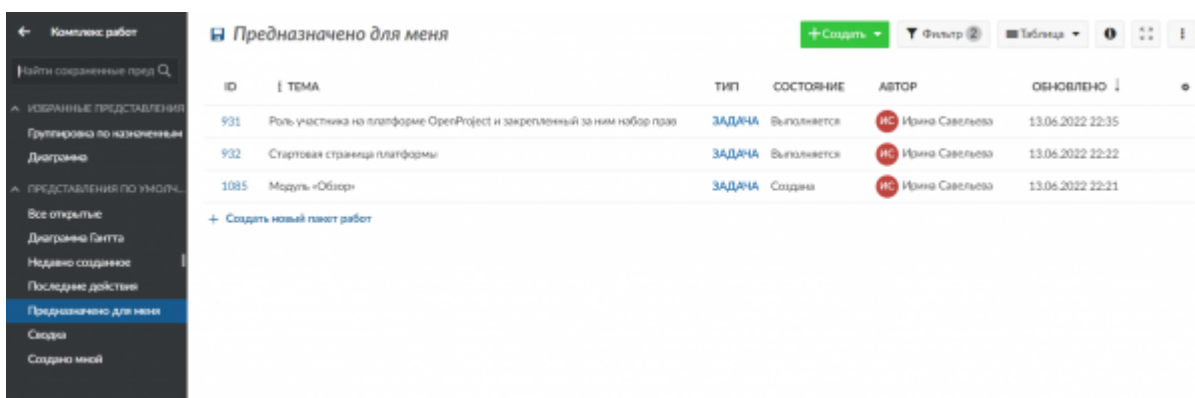 Комплекс работ
Найти сохраненные пред
ИЗБРАННЫЕ ПРЕДСТАВЛЕНИЯ
Группировка по назначенным
Диаграмма
ПРЕДСТАВЛЕНИЯ ПО УМОЛЧ...
Все открытые
Диаграмма Гантта
Недавно созданное
Последние действия
Предназначено для меня
Сводка
Создано мной
Предназначено для меня
+ Создать
Фильтр 2
Таблица
ID ТЕМА ТИП СОСТОЯНИЕ АВТОР ОБНОВЛЕНО
931 Роль участника на платформе OpenProject и закрепленный за ним набор прав ЗАДАЧА Выполняется ИС Ирина Савельева 13.06.2022 22:35
932 Стартовая страница платформы ЗАДАЧА Выполняется ИС Ирина Савельева 13.06.2022 22:22
1085 Модуль «Обзор» ЗАДАЧА Создана ИС Ирина Савельева 13.06.2022 22:21
+ Создать новый пакет работ